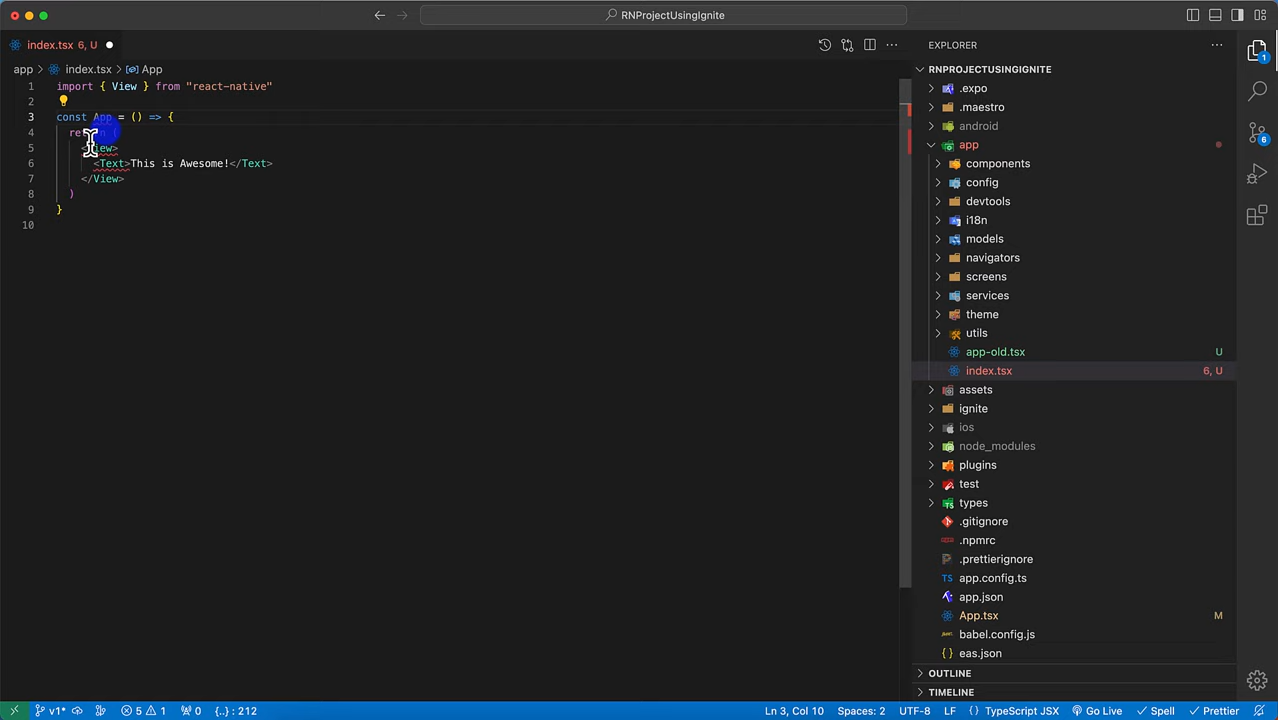 RNProjectUsingIgnite
index.tsx 6, U
EXPLORER
app > index.tsx > App
1 import { View } from "react-native"
2
3 const App = () => {
4 return (
5 <View>
6 <Text>This is Awesome!</Text>
7 </View>
8 )
9 }
10
RNPROJECTUSINGIGNITE
.expo
.maestro
android
app
components
config
devtools
i18n
models
navigators
screens
services
theme
utils
app-old.tsx U
index.tsx 6, U
assets
ignite
ios
node_modules
plugins
test
types
.gitignore
.npmrc
.prettierignore
TS app.config.ts
app.json
App.tsx M
babel.config.js
{ } eas.json
OUTLINE
TIMELINE
1
6
v1* 5 1 0 {..} : 212 Ln 3, Col 10 Spaces: 2 UTF-8 LF {} TypeScript JSX Go Live Spell Prettier